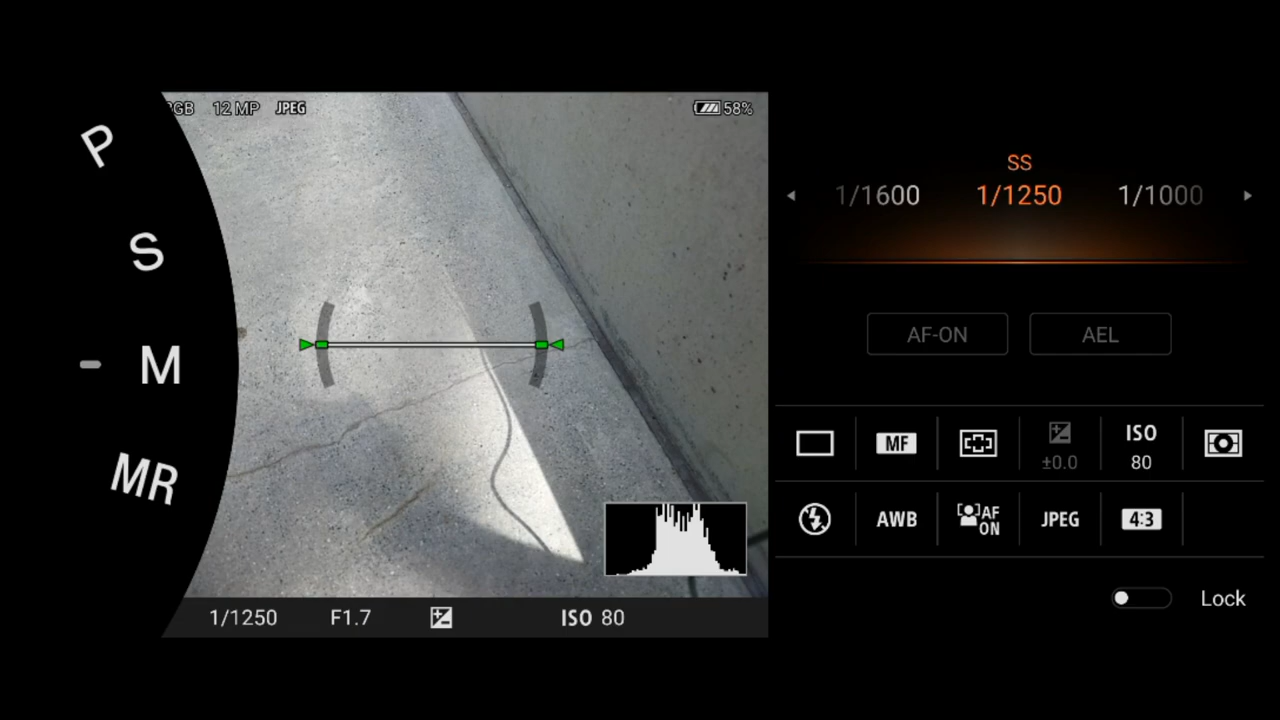 GB 12 MP JPEG 58%
P
S
M
MR
SS
1/1600 1/1250 1/1000
AF-ON AEL
MF ±0.0 ISO 80
AWB AF ON JPEG 4:3
1/1250 F1.7 ISO 80
Lock